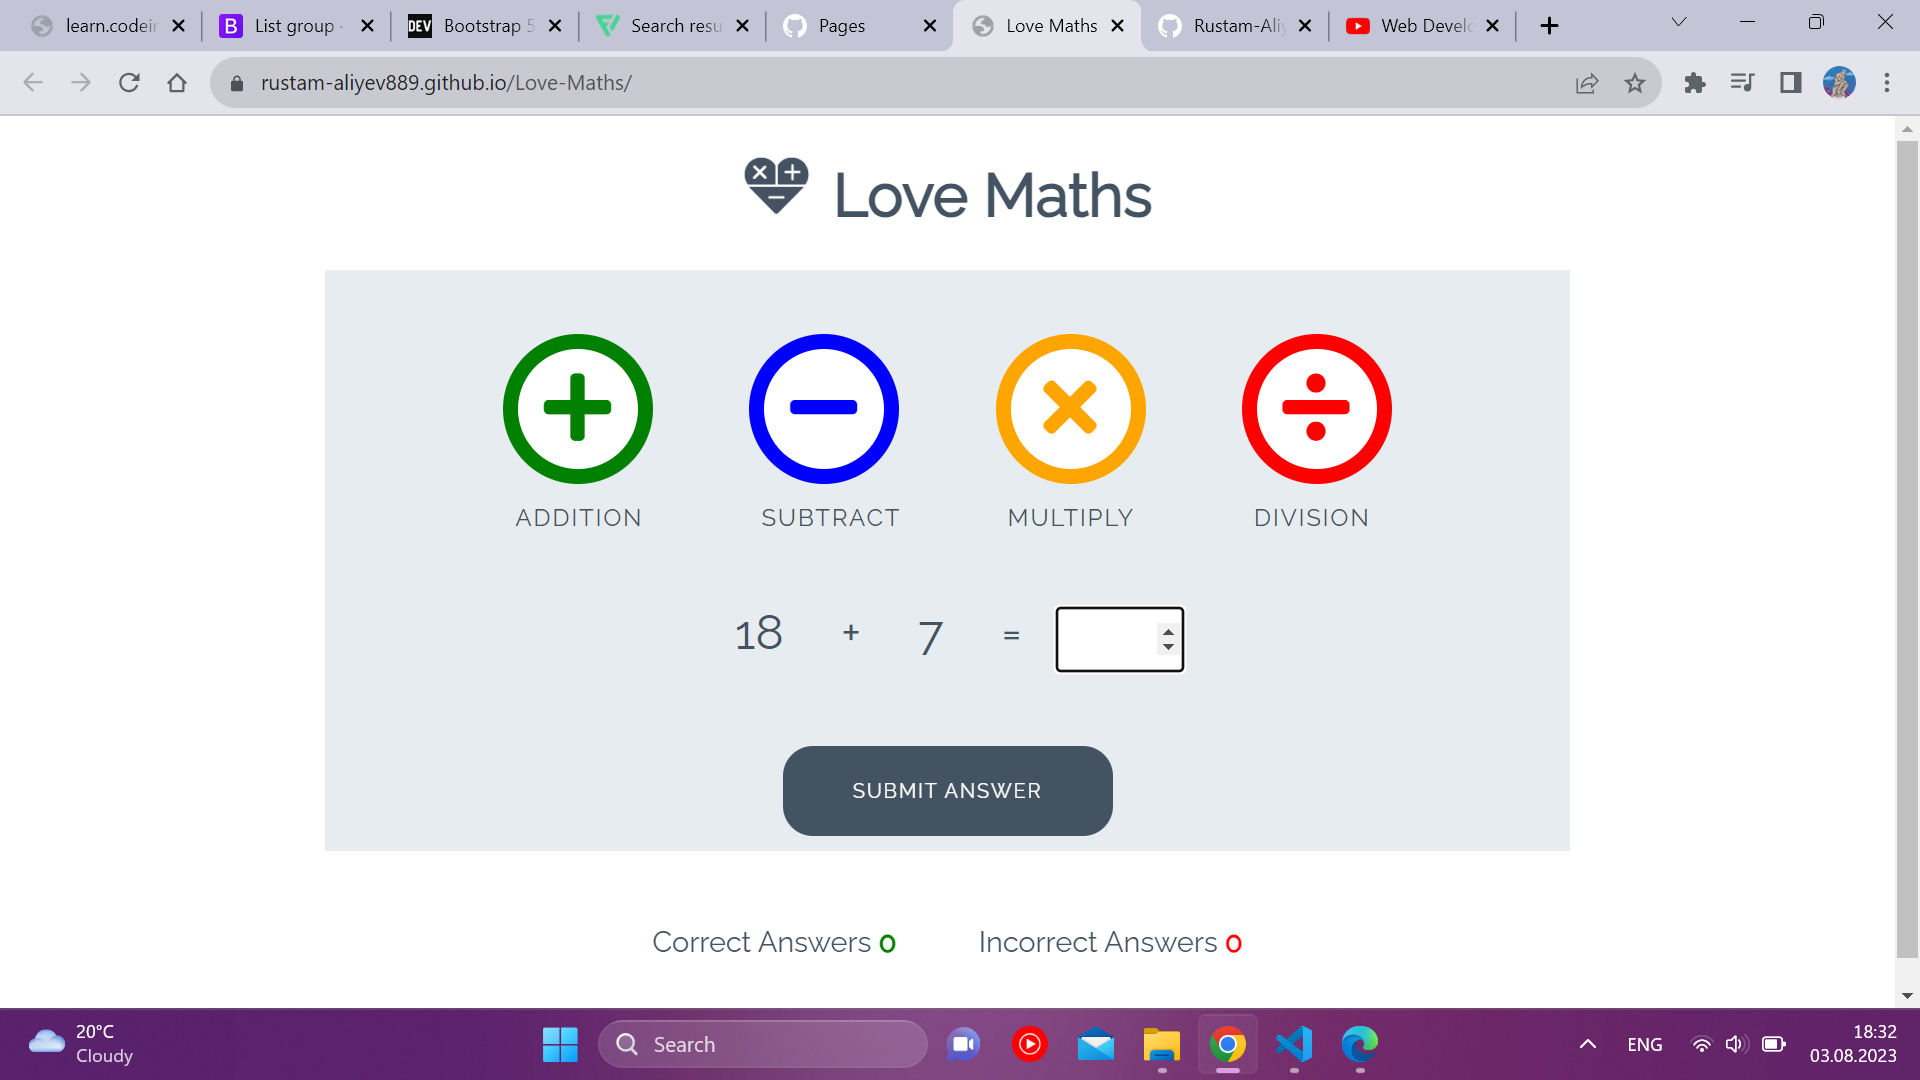 learn.codein
List group ·
DEV Bootstrap 5
Search resu
Pages
Love Maths
Rustam-Aliy
Web Develo
rustam-aliyev889.github.io/Love-Maths/
Love Maths
ADDITION
SUBTRACT
MULTIPLY
DIVISION
18 + 7 =
SUBMIT ANSWER
Correct Answers 0
Incorrect Answers 0
20°C
Cloudy
Search
ENG
18:32
03.08.2023